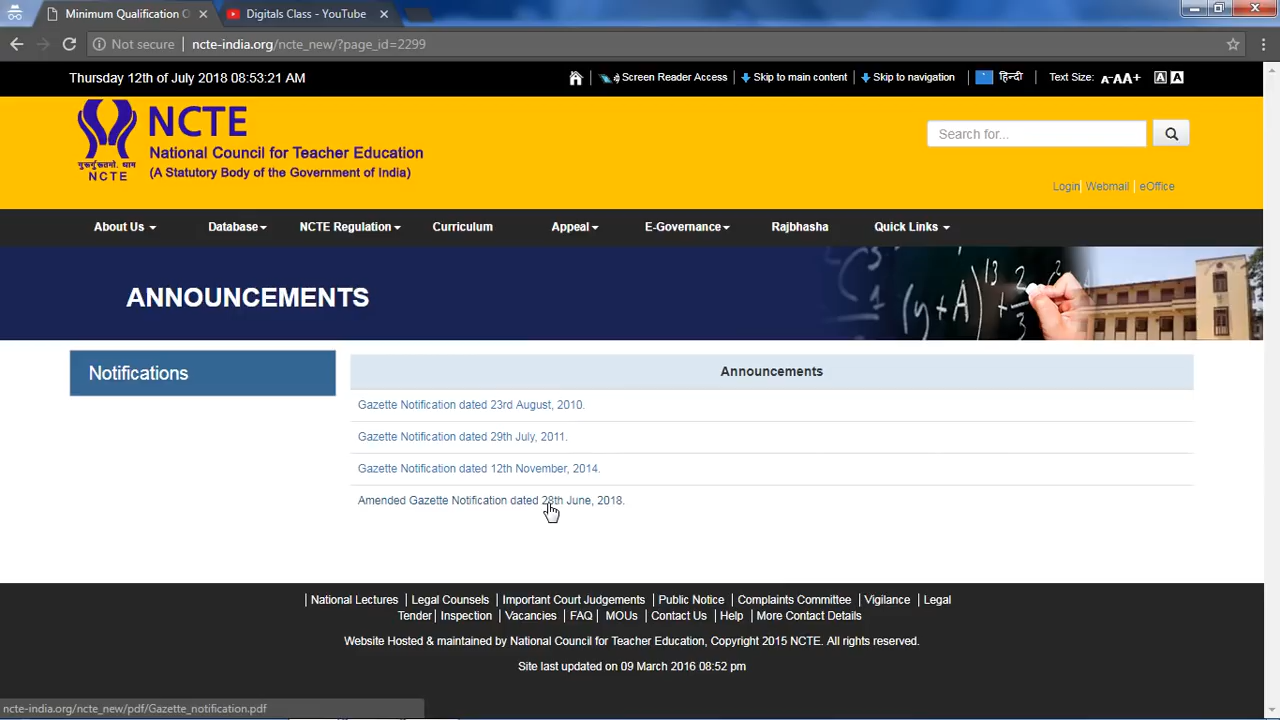 Minimum Qualification O
Digitals Class - YouTube
Not secure | ncte-india.org/ncte_new/?page_id=2299
Thursday 12th of July 2018 08:53:21 AM
Screen Reader Access | Skip to main content | Skip to navigation | हिन्दी | Text Size: A- A A+ A A
NCTE
National Council for Teacher Education
(A Statutory Body of the Government of India)
NCTE
Search for...
Login | Webmail | eOffice
About Us Database NCTE Regulation Curriculum Appeal E-Governance Rajbhasha Quick Links
ANNOUNCEMENTS
Notifications
Announcements
Gazette Notification dated 23rd August, 2010.
Gazette Notification dated 29th July, 2011.
Gazette Notification dated 12th November, 2014.
Amended Gazette Notification dated 28th June, 2018.
| National Lectures | Legal Counsels | Important Court Judgements | Public Notice | Complaints Committee | Vigilance | Legal
Tender | Inspection | Vacancies | FAQ | MOUs | Contact Us | Help | More Contact Details
Website Hosted & maintained by National Council for Teacher Education, Copyright 2015 NCTE. All rights reserved.
Site last updated on 09 March 2016 08:52 pm
ncte-india.org/ncte_new/pdf/Gazette_notification.pdf